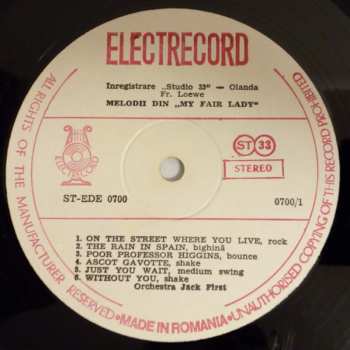 ELECTRECORD
Inregistrare „Studio 33" — Olanda
Fr. Loewe
MELODII DIN „MY FAIR LADY"
ST 33
STEREO
ST-EDE 0700
0700/1
1. ON THE STREET WHERE YOU LIVE, rock
2. THE RAIN IN SPAIN, bighină
3. POOR PROFESSOR HIGGINS, bounce
4. ASCOT GAVOTTE, shake
5. JUST YOU WAIT, medium swing
6. WITHOUT YOU, shake
Orchestra Jack First
ALL RIGHTS OF THE MANUFACTURER RESERVED • MADE IN ROMANIA • UNAUTHORISED COPYING OF THIS RECORD PROHIBITED